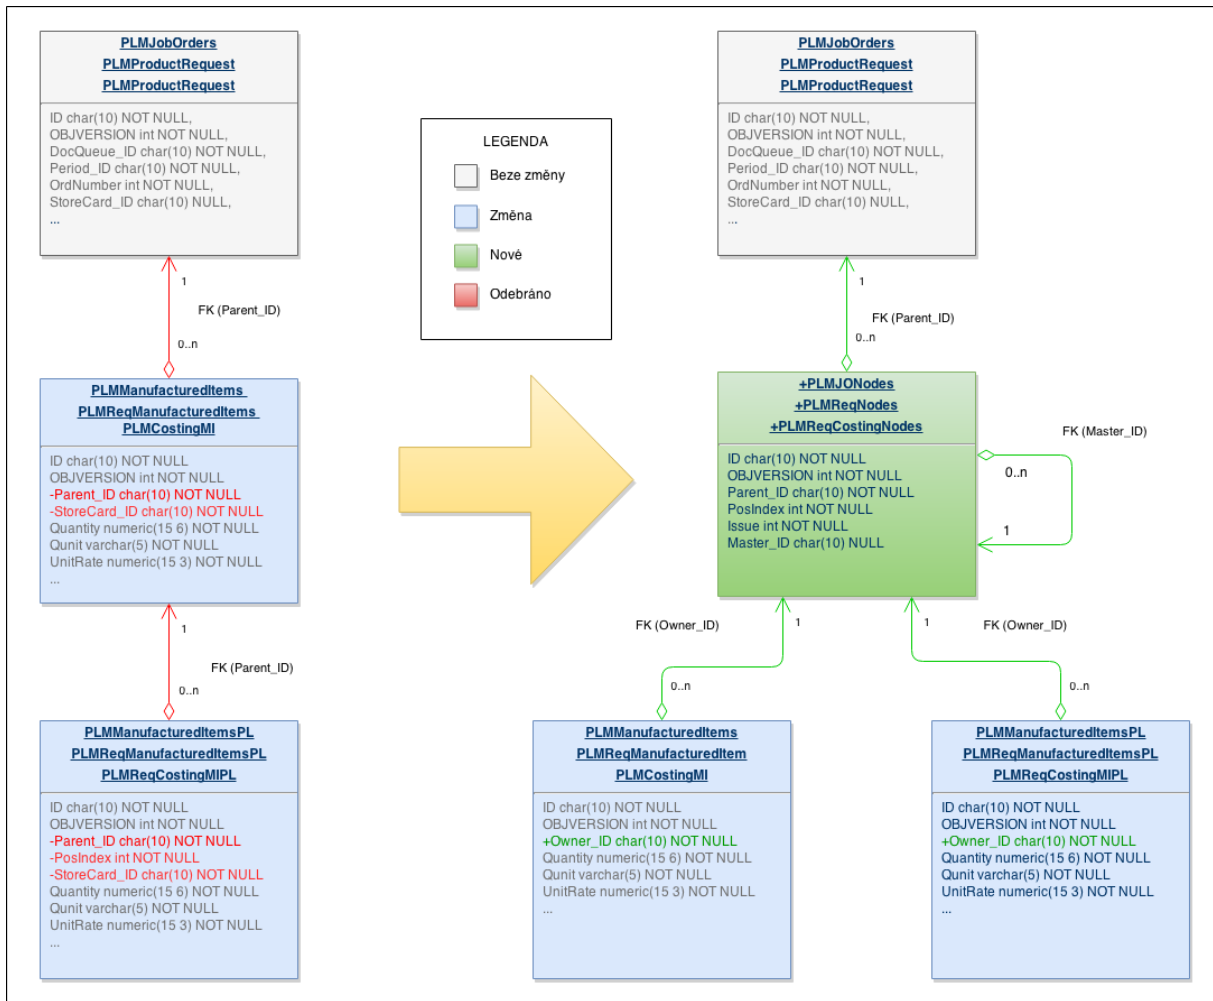 PLMJobOrders
PLMProductRequest
PLMProductRequest
ID char(10) NOT NULL,
OBJVERSION int NOT NULL,
DocQueue_ID char(10) NOT NULL,
Period_ID char(10) NOT NULL,
OrdNumber int NOT NULL,
StoreCard_ID char(10) NULL,
...
1
FK (Parent_ID)
0..n
PLMManufacturedItems
PLMReqManufacturedItems
PLMCostingMI
ID char(10) NOT NULL
OBJVERSION int NOT NULL
-Parent_ID char(10) NOT NULL
-StoreCard_ID char(10) NOT NULL
Quantity numeric(15 6) NOT NULL
Qunit varchar(5) NOT NULL
UnitRate numeric(15 3) NOT NULL
...
1
FK (Parent_ID)
0..n
PLMManufacturedItemsPL
PLMReqManufacturedItemsPL
PLMReqCostingMIPL
ID char(10) NOT NULL
OBJVERSION int NOT NULL
-Parent_ID char(10) NOT NULL
-PosIndex int NOT NULL
-StoreCard_ID char(10) NOT NULL
Quantity numeric(15 6) NOT NULL
Qunit varchar(5) NOT NULL
UnitRate numeric(15 3) NOT NULL
...
LEGENDA
Beze změny
Změna
Nové
Odebráno
PLMJobOrders
PLMProductRequest
PLMProductRequest
ID char(10) NOT NULL,
OBJVERSION int NOT NULL,
DocQueue_ID char(10) NOT NULL,
Period_ID char(10) NOT NULL,
OrdNumber int NOT NULL,
StoreCard_ID char(10) NULL,
...
1
FK (Parent_ID)
0..n
+PLMJONodes
+PLMReqNodes
+PLMReqCostingNodes
ID char(10) NOT NULL
OBJVERSION int NOT NULL
Parent_ID char(10) NOT NULL
PosIndex int NOT NULL
Issue int NOT NULL
Master_ID char(10) NULL
FK (Master_ID)
0..n
1
FK (Owner_ID)
1
0..n
1
FK (Owner_ID)
0..n
PLMManufacturedItems
PLMReqManufacturedItem
PLMCostingMI
ID char(10) NOT NULL
OBJVERSION int NOT NULL
+Owner_ID char(10) NOT NULL
Quantity numeric(15 6) NOT NULL
Qunit varchar(5) NOT NULL
UnitRate numeric(15 3) NOT NULL
...
PLMManufacturedItemsPL
PLMReqManufacturedItemsPL
PLMReqCostingMIPL
ID char(10) NOT NULL
OBJVERSION int NOT NULL
+Owner_ID char(10) NOT NULL
Quantity numeric(15 6) NOT NULL
Qunit varchar(5) NOT NULL
UnitRate numeric(15 3) NOT NULL
...